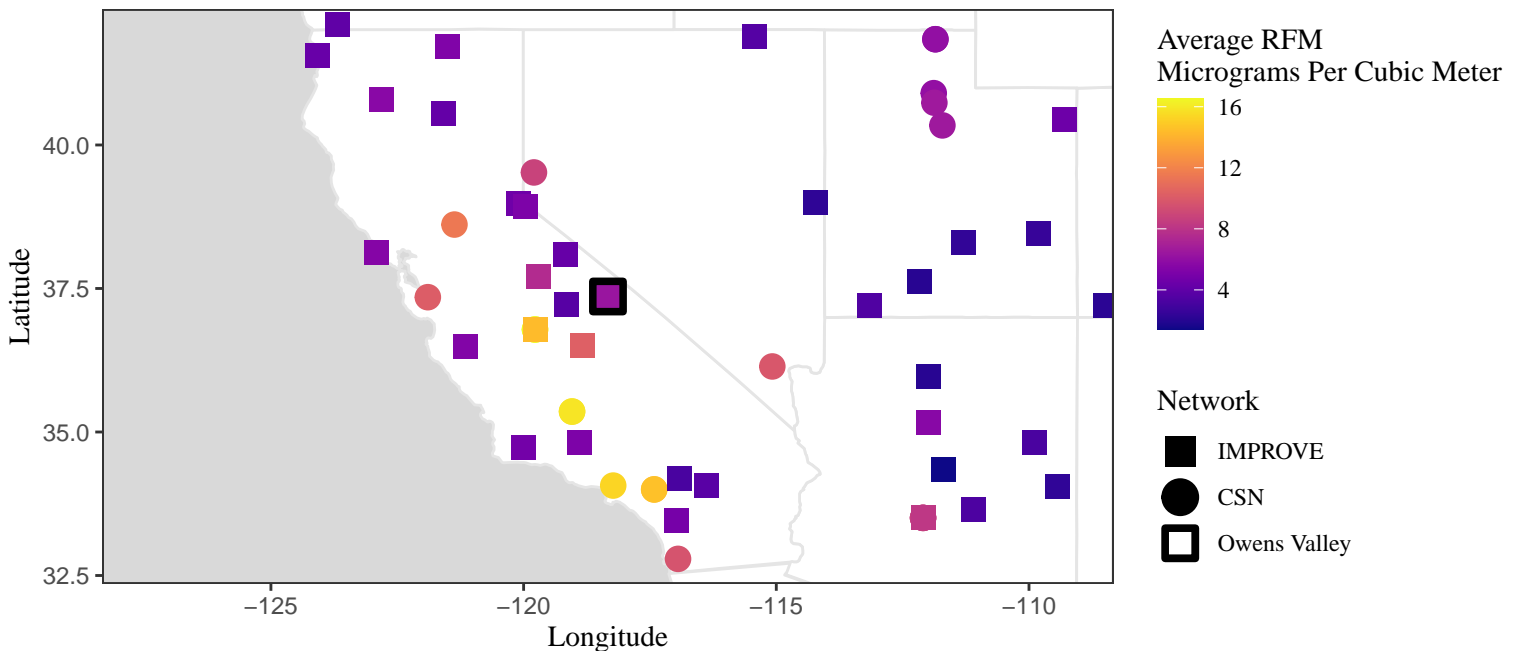 Average RFM
Micrograms Per Cubic Meter
16
12
8
4
Network
IMPROVE
CSN
Owens Valley
Latitude
40.0
37.5
35.0
32.5
−125
−120
−115
−110
Longitude